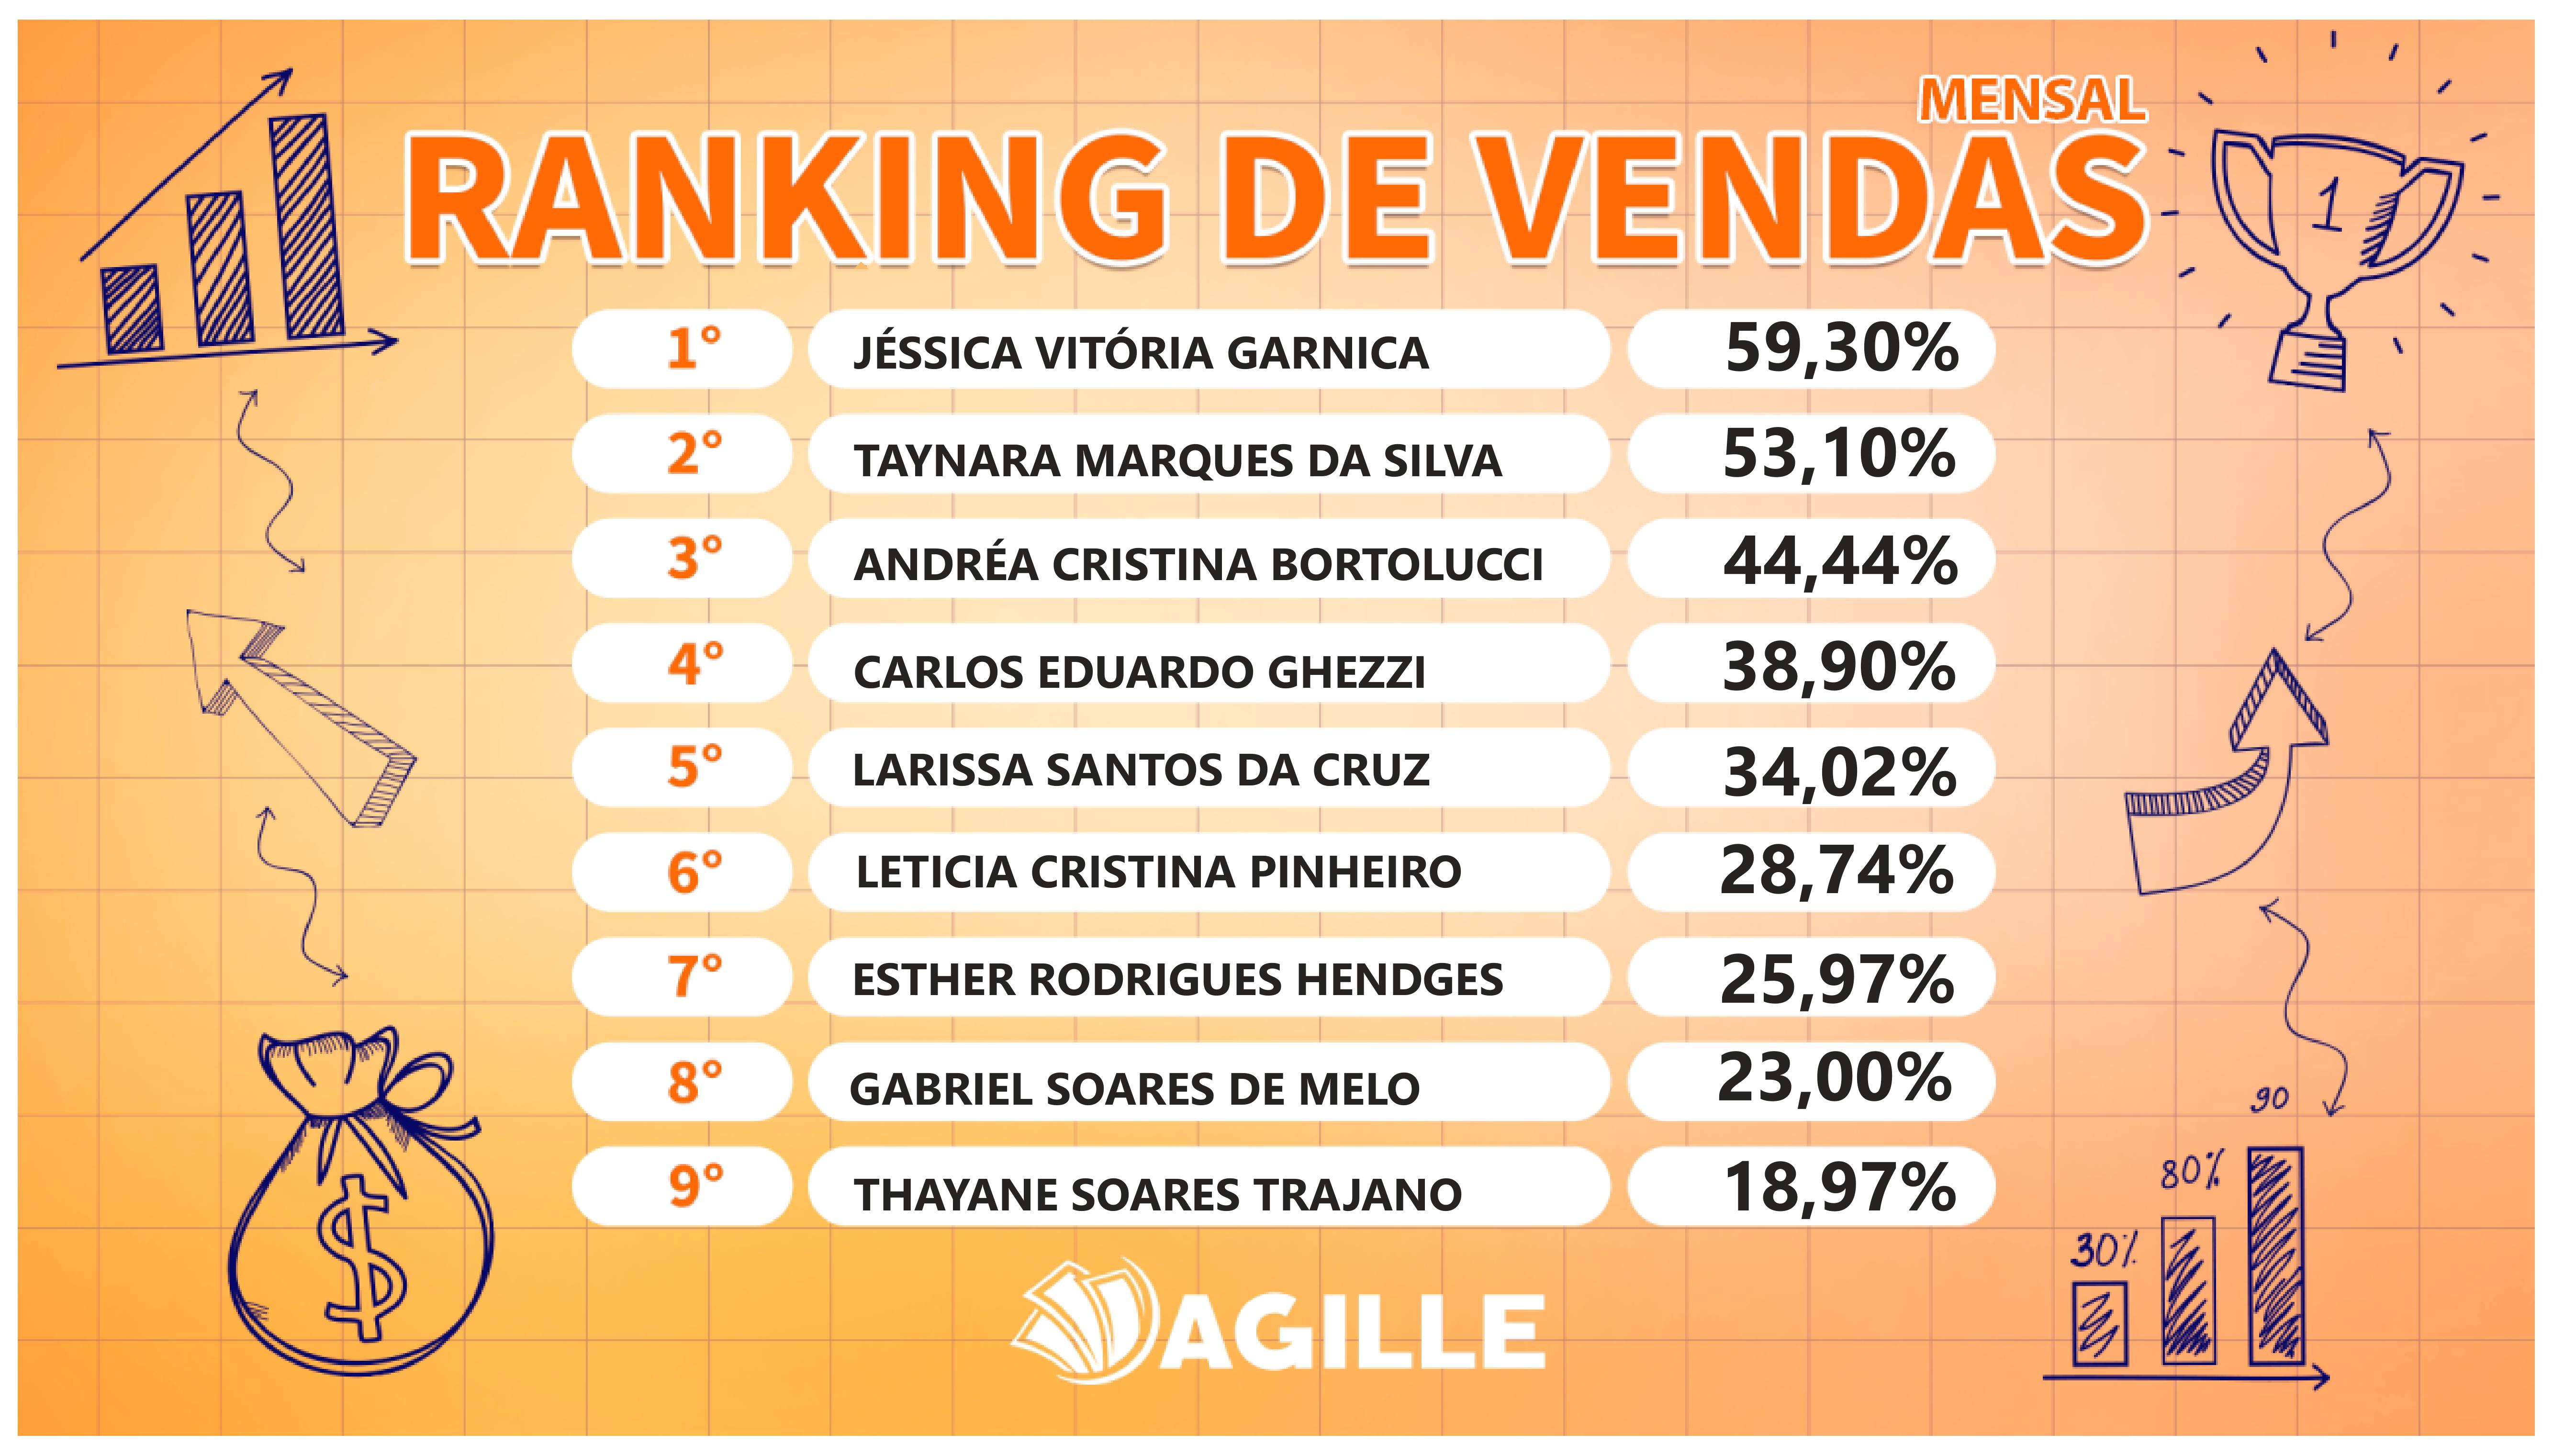 MENSAL
RANKING DE VENDAS
1
1° JÉSSICA VITÓRIA GARNICA 59,30%
2° TAYNARA MARQUES DA SILVA 53,10%
3° ANDRÉA CRISTINA BORTOLUCCI 44,44%
4° CARLOS EDUARDO GHEZZI 38,90%
5° LARISSA SANTOS DA CRUZ 34,02%
6° LETICIA CRISTINA PINHEIRO 28,74%
7° ESTHER RODRIGUES HENDGES 25,97%
8° GABRIEL SOARES DE MELO 23,00%
9° THAYANE SOARES TRAJANO 18,97%
$
90
80%
30%
AGILLE